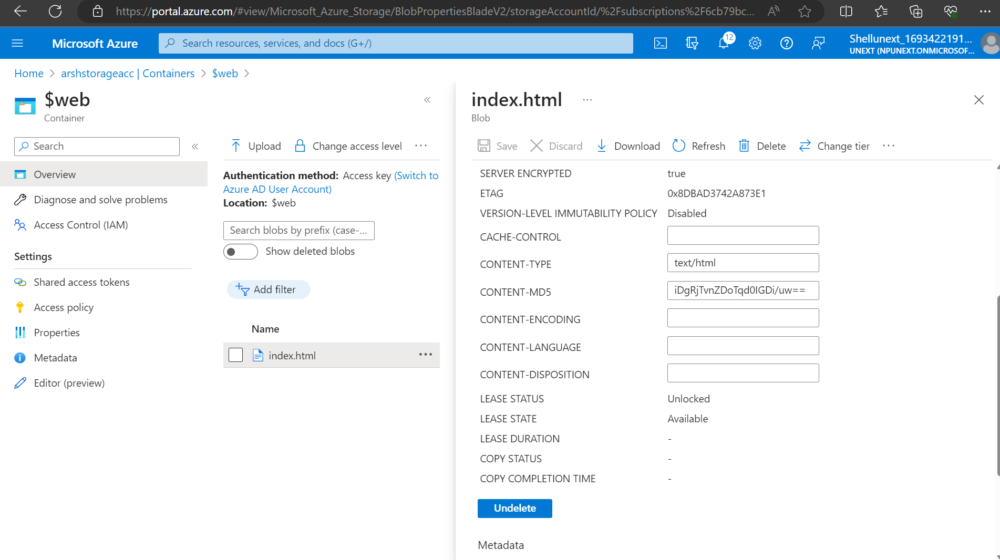 https://portal.azure.com/#view/Microsoft_Azure_Storage/BlobPropertiesBladeV2/storageAccountId/%2Fsubscriptions%2F6cb79bc...
Microsoft Azure
Search resources, services, and docs (G+/)
12
Shellunext_1693422191...
UNEXT (NPUNEXT.ONMICROSOF...
Home > arshstorageacc | Containers > $web >
$web
Container
Search
Overview
Diagnose and solve problems
Access Control (IAM)
Settings
Shared access tokens
Access policy
Properties
Metadata
Editor (preview)
Upload Change access level ...
Authentication method: Access key (Switch to
Azure AD User Account)
Location: $web
Search blobs by prefix (case-...
Show deleted blobs
Add filter
Name
index.html ...
index.html ...
Blob
Save Discard Download Refresh Delete Change tier ...
SERVER ENCRYPTED true
ETAG 0x8DBAD3742A873E1
VERSION-LEVEL IMMUTABILITY POLICY Disabled
CACHE-CONTROL
CONTENT-TYPE text/html
CONTENT-MD5 iDgRjTvnZDoTqd0IGDi/uw==
CONTENT-ENCODING
CONTENT-LANGUAGE
CONTENT-DISPOSITION
LEASE STATUS Unlocked
LEASE STATE Available
LEASE DURATION -
COPY STATUS -
COPY COMPLETION TIME -
Undelete
Metadata